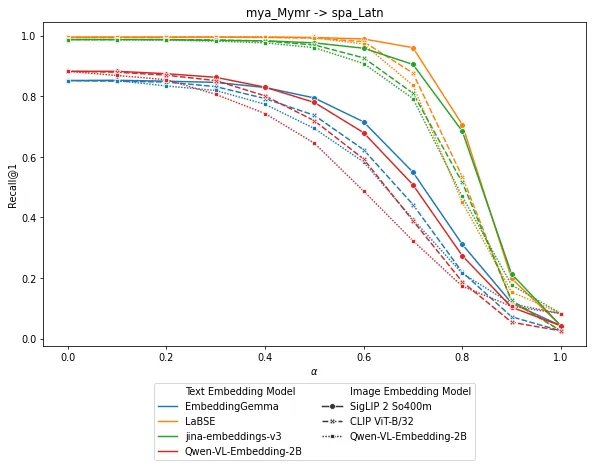 mya_Mymr -> spa_Latn
Recall@1
1.0
0.8
0.6
0.4
0.2
0.0
0.0 0.2 0.4 0.6 0.8 1.0
α
Text Embedding Model
EmbeddingGemma
LaBSE
jina-embeddings-v3
Qwen-VL-Embedding-2B
Image Embedding Model
SigLIP 2 So400m
CLIP ViT-B/32
Qwen-VL-Embedding-2B